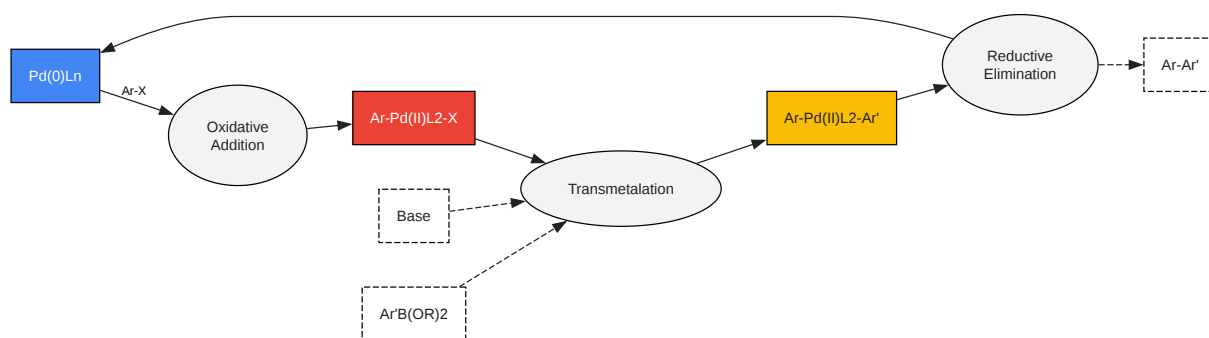 Pd(0)Ln
Ar-X
Oxidative
Addition
Ar-Pd(II)L2-X
Base
Ar'B(OR)2
Transmetalation
Ar-Pd(II)L2-Ar'
Reductive
Elimination
Ar-Ar'